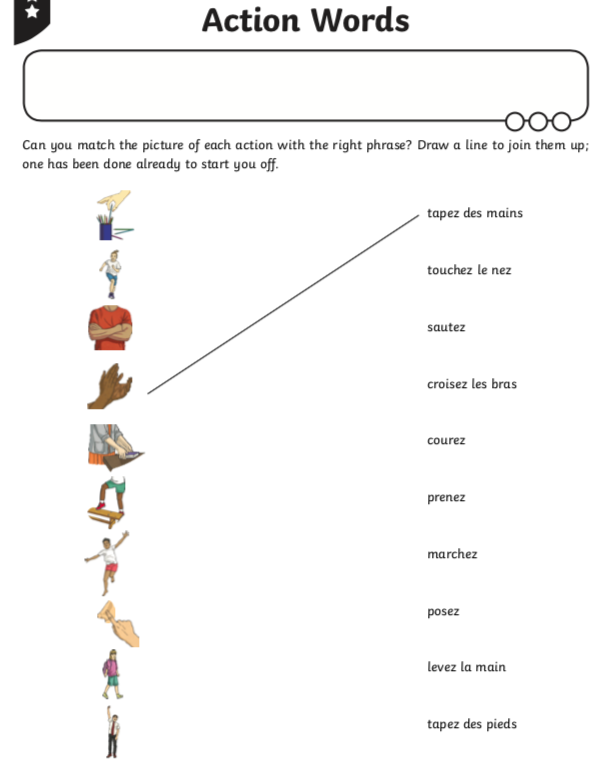 Action Words
Can you match the picture of each action with the right phrase? Draw a line to join them up;
one has been done already to start you off.
tapez des mains
touchez le nez
sautez
croisez les bras
courez
prenez
marchez
posez
levez la main
tapez des pieds